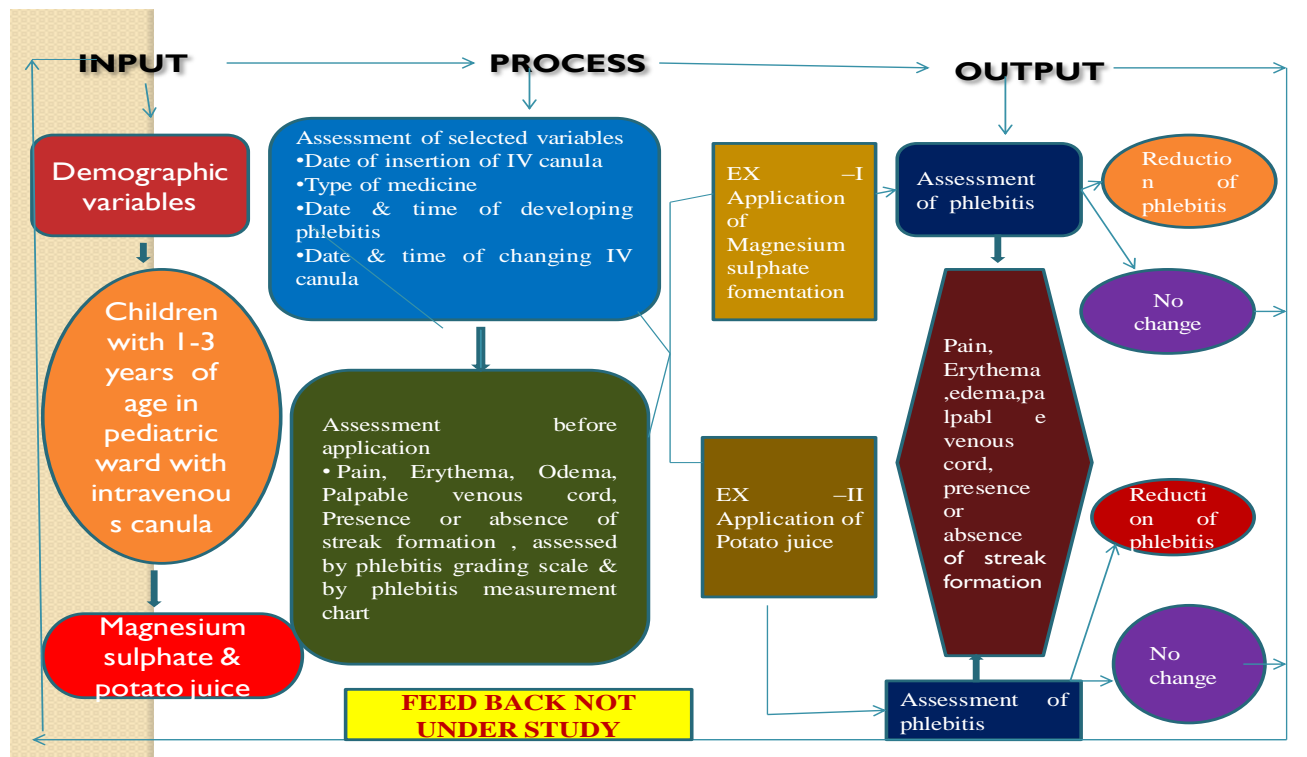 INPUT
PROCESS
OUTPUT
Demographic
variables
Children
with 1-3
years of
age in
pediatric
ward with
intravenou
s canula
Magnesium
sulphate &
potato juice
Assessment of selected variables
•Date of insertion of IV canula
•Type of medicine
•Date & time of developing
phlebitis
•Date & time of changing IV
canula
Assessment before
application
• Pain, Erythema, Odema,
Palpable venous cord,
Presence or absence of
streak formation , assessed
by phlebitis grading scale &
by phlebitis measurement
chart
EX –I
Application
of
Magnesium
sulphate
fomentation
EX –II
Application of
Potato juice
Assessment
of phlebitis
Pain,
Erythema
,edema,pa
lpabl e
venous
cord,
presence
or
absence
of streak
formation
Assessment of
phlebitis
Reductio
n of
phlebitis
No
change
Reducti
on of
phlebitis
No
change
FEED BACK NOT
UNDER STUDY